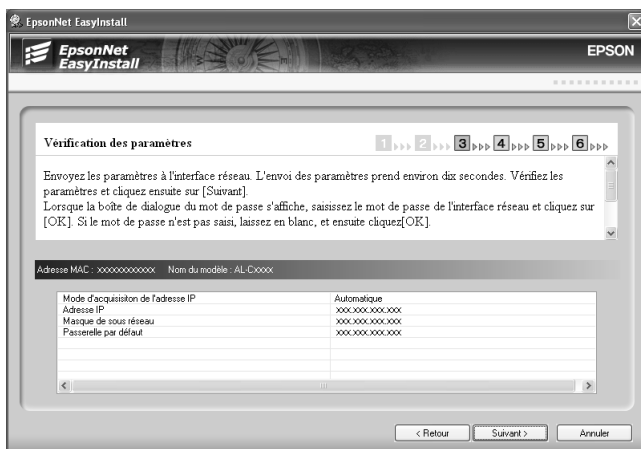 EpsonNet EasyInstall
EpsonNet
EasyInstall
EPSON
Vérification des paramètres
1 2 3 4 5 6
Envoyez les paramètres à l'interface réseau. L'envoi des paramètres prend environ dix secondes. Vérifiez les
paramètres et cliquez ensuite sur [Suivant].
Lorsque la boîte de dialogue du mot de passe s'affiche, saisissez le mot de passe de l'interface réseau et cliquez sur
[OK]. Si le mot de passe n'est pas saisi, laissez en blanc, et ensuite cliquez[OK].
Adresse MAC : xxxxxxxxxxxx Nom du modèle : AL-Cxxxx
Mode d'acquisisiton de l'adresse IP Automatique
Adresse IP xxx.xxx.xxx.xxx
Masque de sous réseau xxx.xxx.xxx.xxx
Passerelle par défaut xxx.xxx.xxx.xxx
< Retour Suivant > Annuler